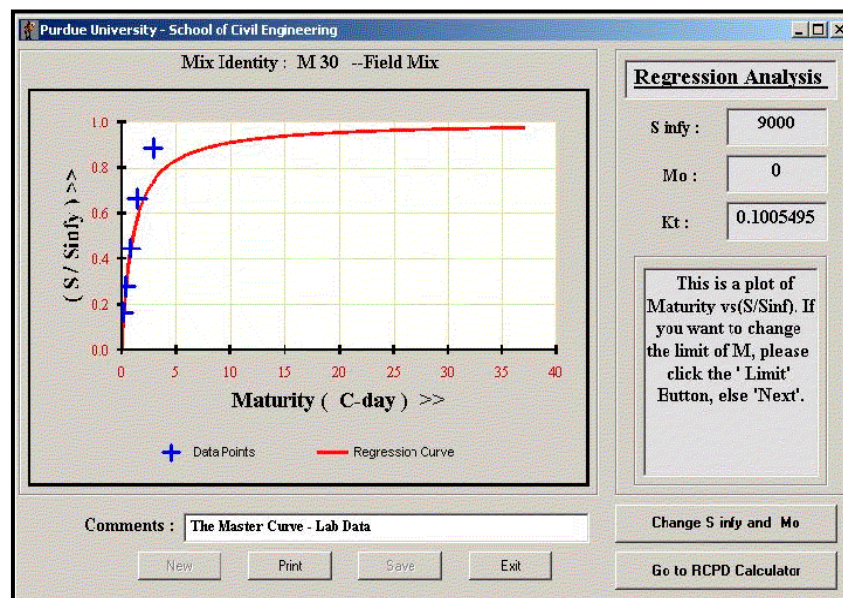 Purdue University - School of Civil Engineering
Mix Identity : M 30 --Field Mix
( S / Sinfy ) >>
1.0
0.8
0.6
0.4
0.2
0.0
0 5 10 15 20 25 30 35 40
Maturity ( C-day ) >>
Data Points Regression Curve
Comments : The Master Curve - Lab Data
New Print Save Exit
Regression Analysis
S infy : 9000
Mo : 0
Kt : 0.1005495
This is a plot of
Maturity vs(S/Sinf). If
you want to change
the limit of M, please
click the ' Limit'
Button, else 'Next'.
Change S infy and Mo
Go to RCPD Calculator